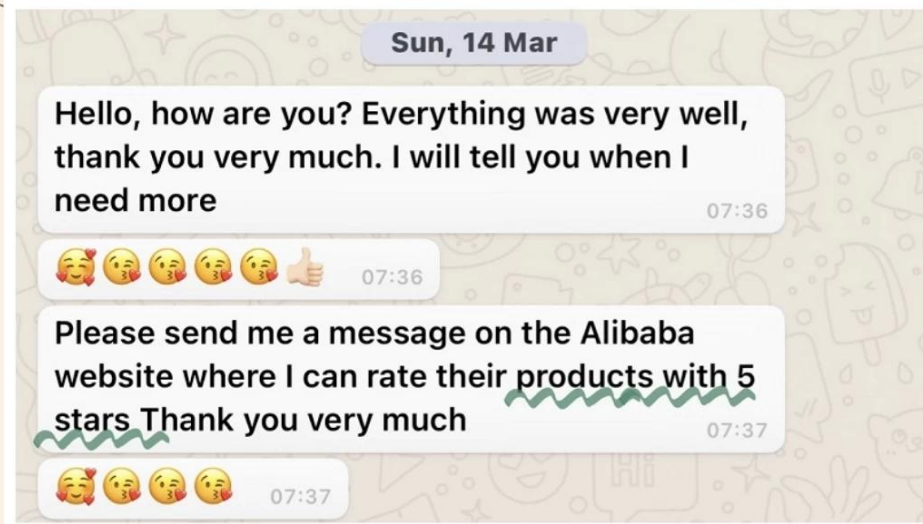 Sun, 14 Mar
Hello, how are you? Everything was very well,
thank you very much. I will tell you when I
need more
07:36
🥰😘😘😘😘👍🏻 07:36
Please send me a message on the Alibaba
website where I can rate their products with 5
stars Thank you very much
07:37
🥰😘😘😘 07:37